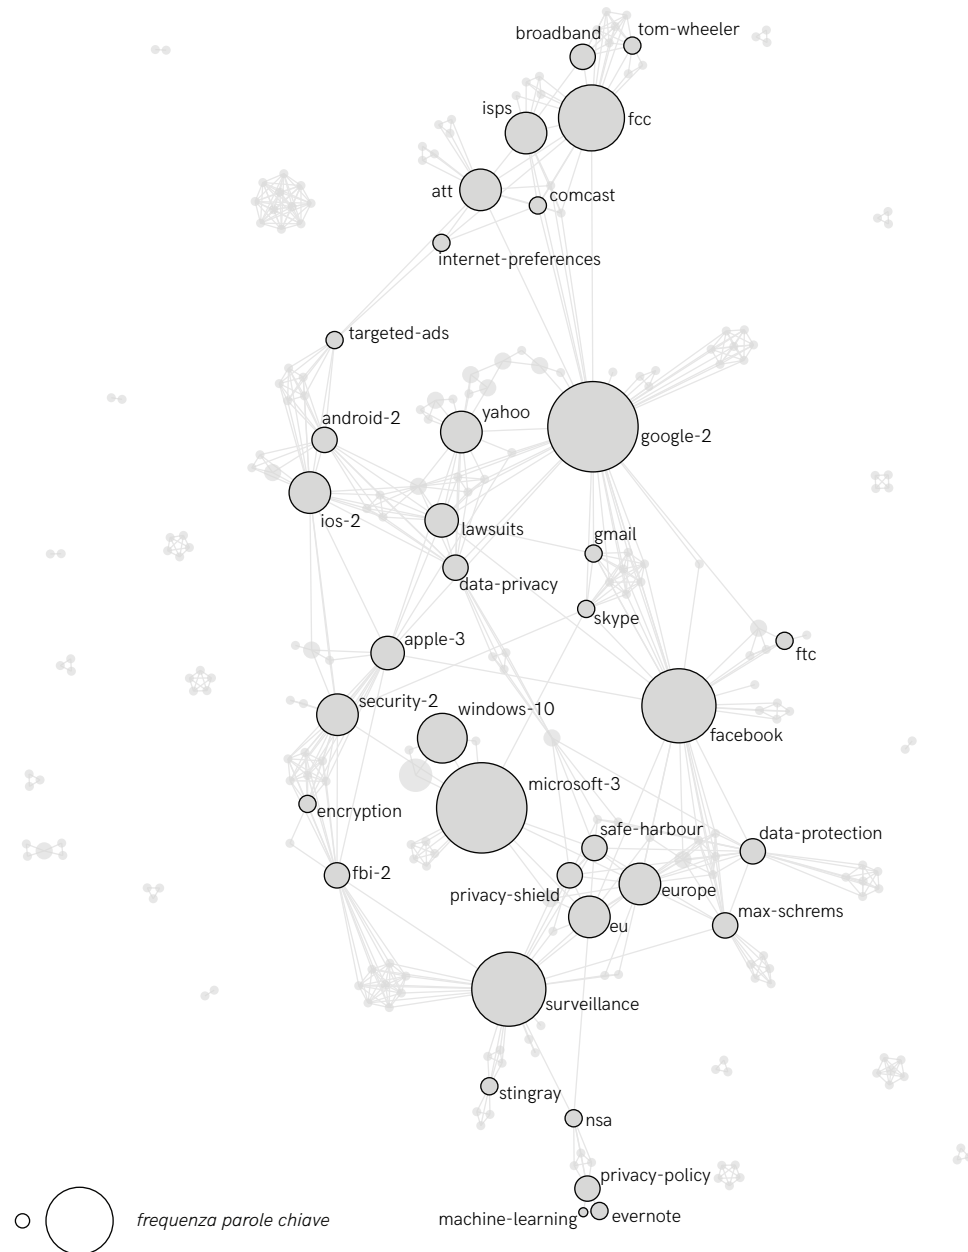 broadband
tom-wheeler
isps
fcc
att
comcast
internet-preferences
targeted-ads
android-2
yahoo
google-2
ios-2
lawsuits
gmail
data-privacy
skype
apple-3
ftc
security-2
windows-10
facebook
microsoft-3
encryption
safe-harbour
data-protection
fbi-2
privacy-shield
europe
max-schrems
eu
surveillance
stingray
nsa
privacy-policy
machine-learning
evernote
frequenza parole chiave